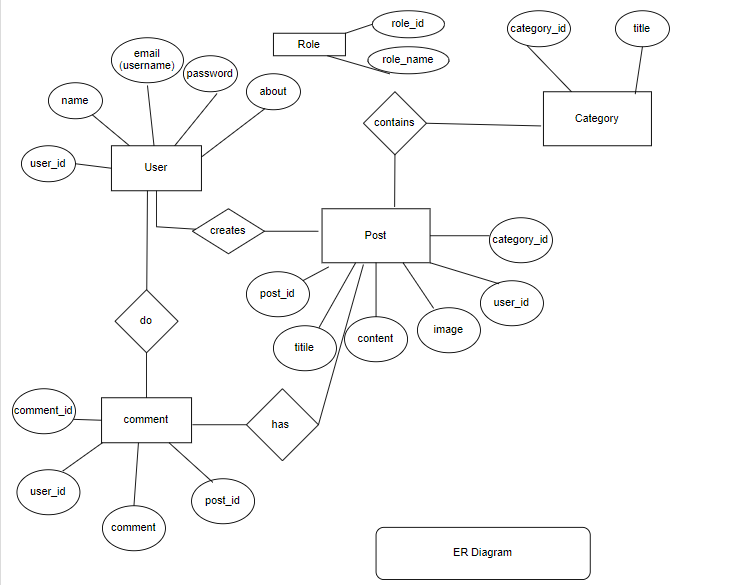 role_id
Role
role_name
category_id
title
email
(username)
password
name
about
contains
Category
user_id
User
creates
Post
category_id
post_id
user_id
do
titile
content
image
comment_id
comment
has
user_id
post_id
comment
ER Diagram